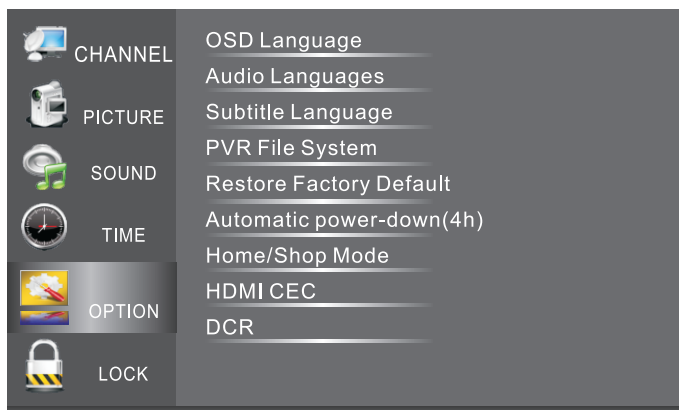 CHANNEL
PICTURE
SOUND
TIME
OPTION
LOCK
OSD Language
Audio Languages
Subtitle Language
PVR File System
Restore Factory Default
Automatic power-down(4h)
Home/Shop Mode
HDMI CEC
DCR